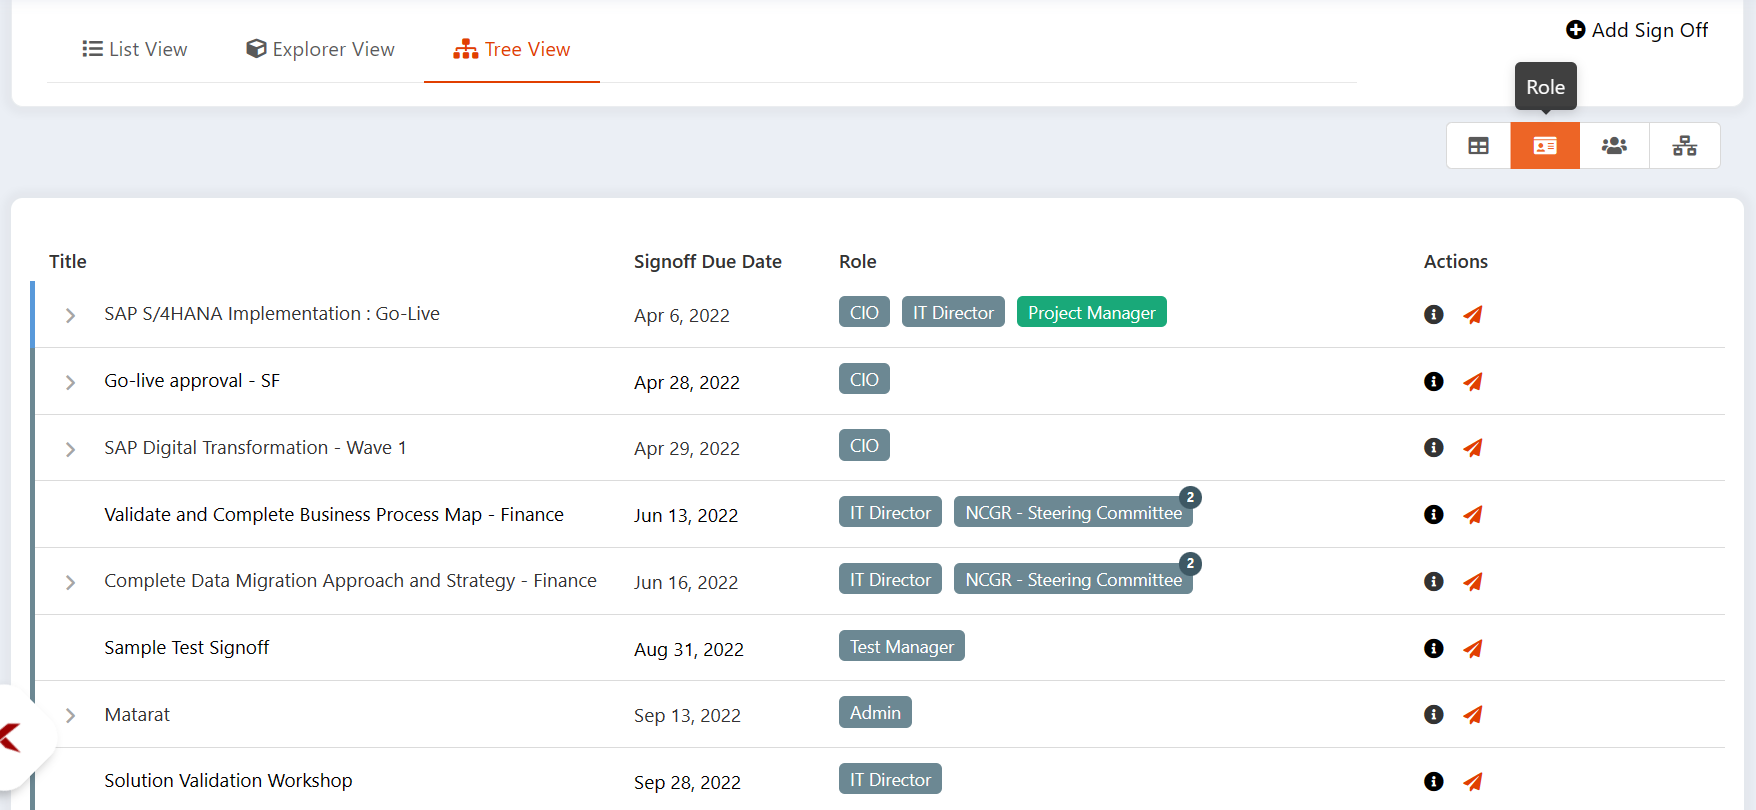 List View Explorer View Tree View Add Sign Off
Role
Title Signoff Due Date Role Actions
SAP S/4HANA Implementation : Go-Live Apr 6, 2022 CIO IT Director Project Manager
Go-live approval - SF Apr 28, 2022 CIO
SAP Digital Transformation - Wave 1 Apr 29, 2022 CIO
Validate and Complete Business Process Map - Finance Jun 13, 2022 IT Director NCGR - Steering Committee 2
Complete Data Migration Approach and Strategy - Finance Jun 16, 2022 IT Director NCGR - Steering Committee 2
Sample Test Signoff Aug 31, 2022 Test Manager
Matarat Sep 13, 2022 Admin
Solution Validation Workshop Sep 28, 2022 IT Director